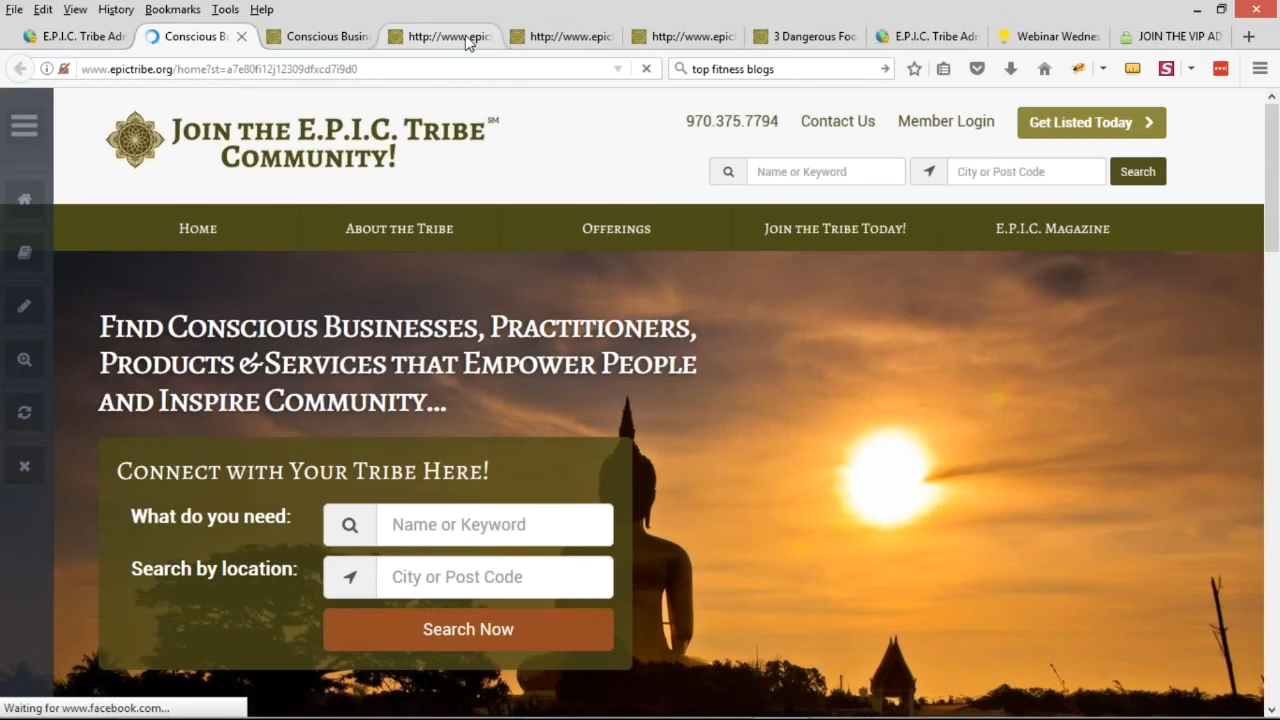 File Edit View History Bookmarks Tools Help
E.P.I.C. Tribe Adr
Conscious Bu
Conscious Busin
http://www.epic
http://www.epic
http://www.epict
3 Dangerous Foo
E.P.I.C. Tribe Adr
Webinar Wednes
JOIN THE VIP AD
www.epictribe.org/home?st=a7e80fi12j12309dfxcd7i9d0
top fitness blogs
JOIN THE E.P.I.C. TRIBE SM
COMMUNITY!
970.375.7794 Contact Us Member Login Get Listed Today
Name or Keyword City or Post Code Search
HOME ABOUT THE TRIBE OFFERINGS JOIN THE TRIBE TODAY! E.P.I.C. MAGAZINE
FIND CONSCIOUS BUSINESSES, PRACTITIONERS,
PRODUCTS & SERVICES THAT EMPOWER PEOPLE
AND INSPIRE COMMUNITY...
CONNECT WITH YOUR TRIBE HERE!
What do you need: Name or Keyword
Search by location: City or Post Code
Search Now
Waiting for www.facebook.com...